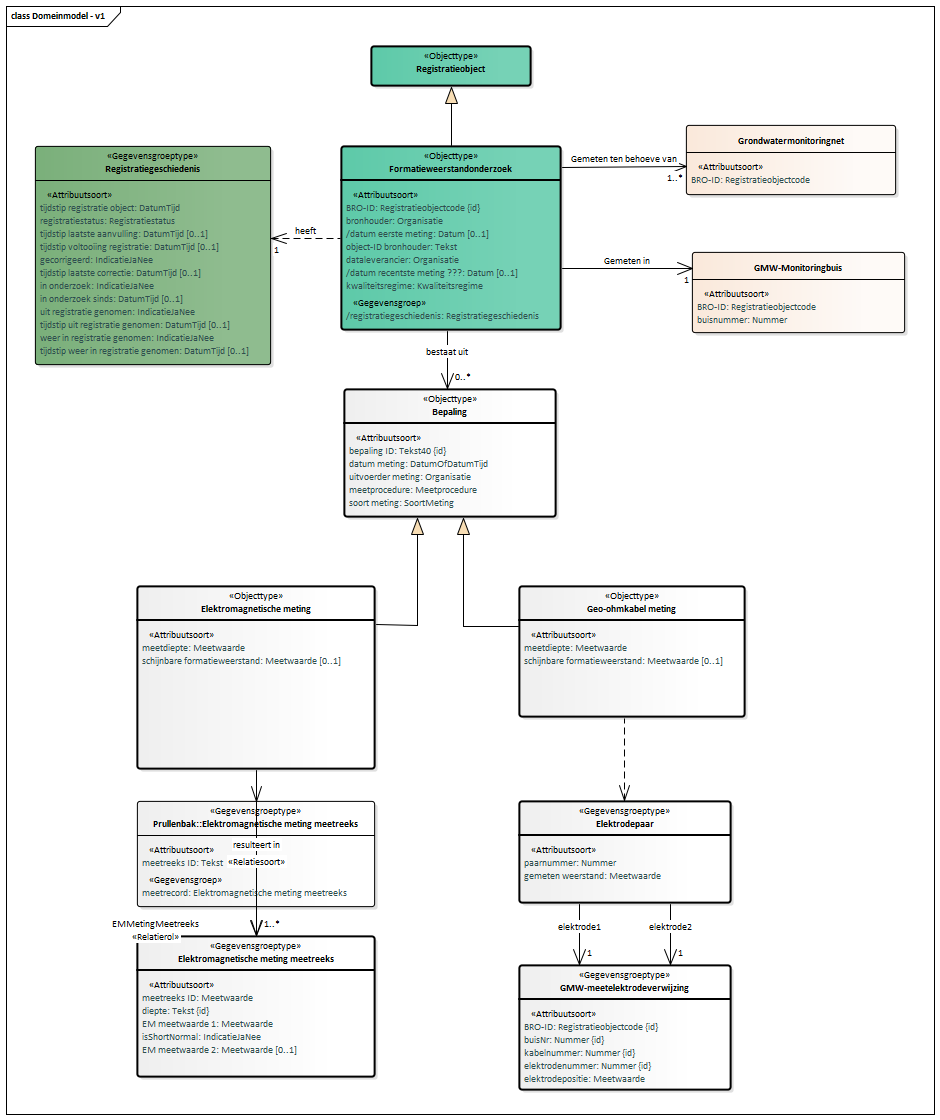 class Domeinmodel - v1
«Objecttype»
Registratieobject
«Gegevensgroeptype»
Registratiegeschiedenis
«Attribuutsoort»
tijdstip registratie object: DatumTijd
registratiestatus: Registratiestatus
tijdstip laatste aanvulling: DatumTijd [0..1]
tijdstip voltooiing registratie: DatumTijd [0..1]
gecorrigeerd: IndicatieJaNee
tijdstip laatste correctie: DatumTijd [0..1]
in onderzoek: IndicatieJaNee
in onderzoek sinds: DatumTijd [0..1]
uit registratie genomen: IndicatieJaNee
tijdstip uit registratie genomen: DatumTijd [0..1]
weer in registratie genomen: IndicatieJaNee
tijdstip weer in registratie genomen: DatumTijd [0..1]
heeft
1
«Objecttype»
Formatieweerstandonderzoek
«Attribuutsoort»
BRO-ID: Registratieobjectcode {id}
bronhouder: Organisatie
/datum eerste meting: Datum [0..1]
object-ID bronhouder: Tekst
dataleverancier: Organisatie
/datum recentste meting ???: Datum [0..1]
kwaliteitsregime: Kwaliteitsregime
«Gegevensgroep»
/registratiegeschiedenis: Registratiegeschiedenis
Gemeten ten behoeve van
1..*
Grondwatermonitoringnet
«Attribuutsoort»
BRO-ID: Registratieobjectcode
Gemeten in
1
GMW-Monitoringbuis
«Attribuutsoort»
BRO-ID: Registratieobjectcode
buisnummer: Nummer
bestaat uit
0..*
«Objecttype»
Bepaling
«Attribuutsoort»
bepaling ID: Tekst40 {id}
datum meting: DatumOfDatumTijd
uitvoerder meting: Organisatie
meetprocedure: Meetprocedure
soort meting: SoortMeting
«Objecttype»
Elektromagnetische meting
«Attribuutsoort»
meetdiepte: Meetwaarde
schijnbare formatieweerstand: Meetwaarde [0..1]
«Objecttype»
Geo-ohmkabel meting
«Attribuutsoort»
meetdiepte: Meetwaarde
schijnbare formatieweerstand: Meetwaarde [0..1]
«Gegevensgroeptype»
Prullenbak::Elektromagnetische meting meetreeks
«Attribuutsoort»
meetreeks ID: Tekst
«Gegevensgroep»
meetrecord: Elektromagnetische meting meetreeks
resulteert in
«Relatiesoort»
EMMetingMeetreeks
1..*
«Relatierol»
«Gegevensgroeptype»
Elektromagnetische meting meetreeks
«Attribuutsoort»
meetreeks ID: Meetwaarde
diepte: Tekst {id}
EM meetwaarde 1: Meetwaarde
isShortNormal: IndicatieJaNee
EM meetwaarde 2: Meetwaarde [0..1]
«Gegevensgroeptype»
Elektrodepaar
«Attribuutsoort»
paarnummer: Nummer
gemeten weerstand: Meetwaarde
elektrode1
1
elektrode2
1
«Gegevensgroeptype»
GMW-meetelektrodeverwijzing
«Attribuutsoort»
BRO-ID: Registratieobjectcode {id}
buisNr: Nummer {id}
kabelnummer: Nummer {id}
elektrodenummer: Nummer {id}
elektrodepositie: Meetwaarde